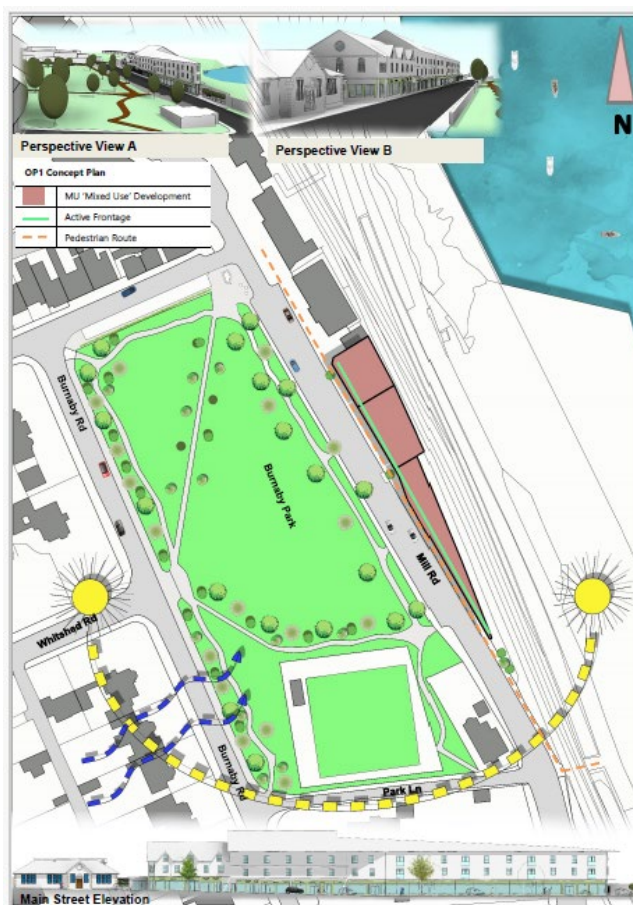 Perspective View A
Perspective View B
N
OP1 Concept Plan
MU 'Mixed Use' Development
Active Frontage
Pedestrian Route
Burnaby Rd
Burnaby Park
Mill Rd
Whitshed Rd
Burnaby Rd
Park Ln
Main Street Elevation